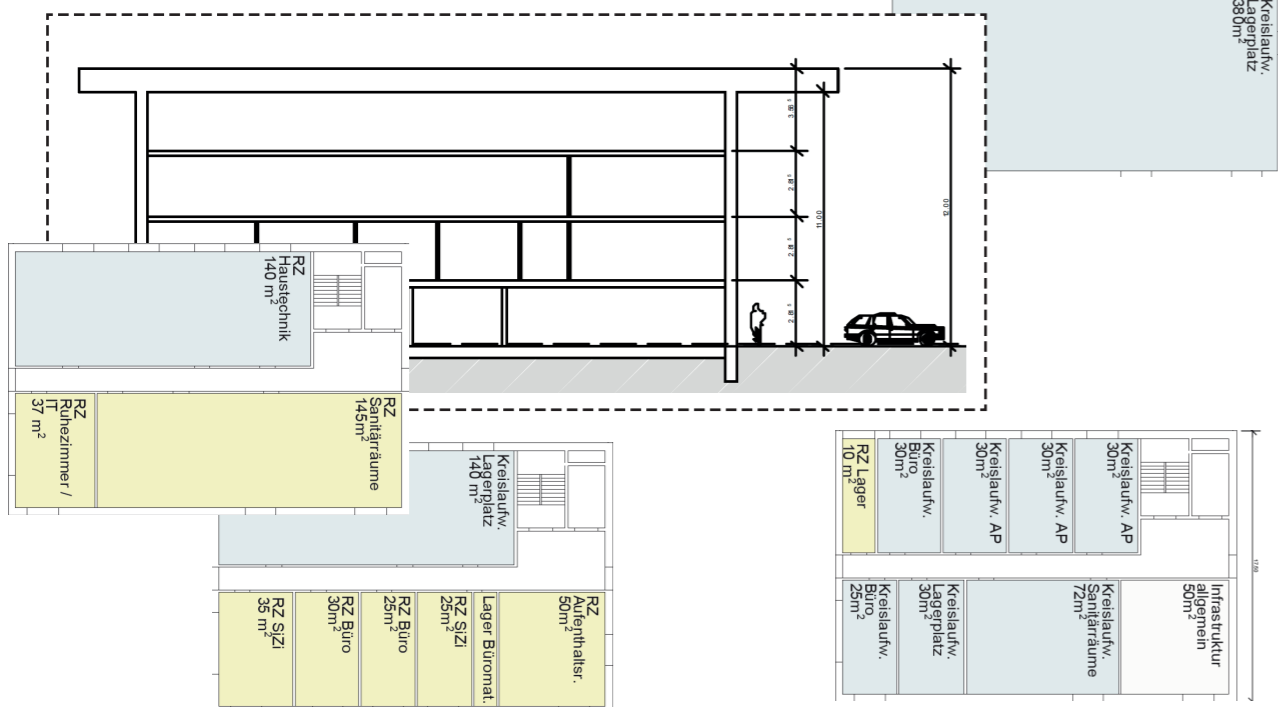 Kreislaufw.
Lagerplatz
380m²
RZ
Haustechnik
140 m²
RZ
Ruhezimmer /
IT
37 m²
RZ
Sanitärräume
145m²
Kreislaufw.
Lagerplatz
140 m²
RZ SiZi
35 m²
RZ Büro
30m²
RZ Büro
25m²
RZ SiZi
25m²
Lager Büromat.
RZ
Aufenthaltsr.
50m²
RZ Lager
10 m²
Kreislaufw.
Büro
30m²
Kreislaufw. AP
30m²
Kreislaufw. AP
30m²
Kreislaufw. AP
30m²
Kreislaufw.
Büro
25m²
Kreislaufw.
Lagerplatz
30m²
Kreislaufw.
Sanitärräume
72m²
Infrastruktur
allgemein
50m²